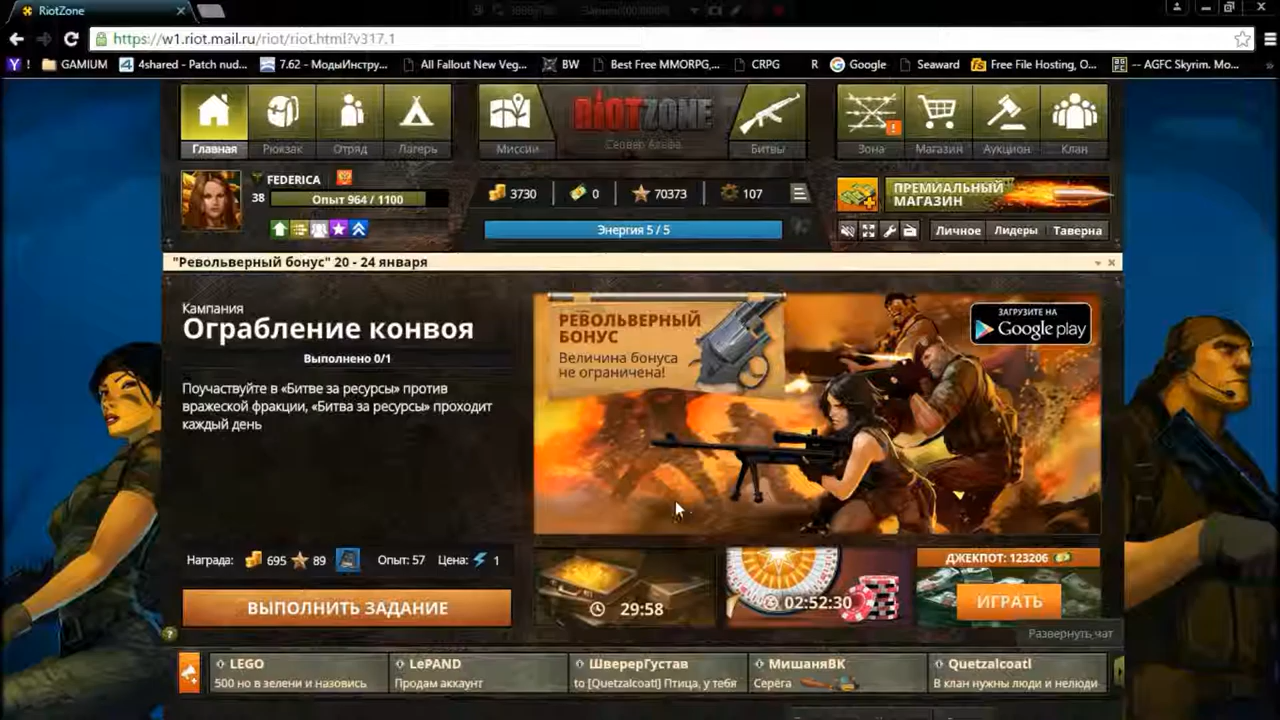 RiotZone
https://w1.riot.mail.ru/riot/riot.html?v317.1
Y !
GAMIUM
4shared - Patch nud...
7.62 - МодыИнстру...
All Fallout New Veg...
BW
Best Free MMORPG,...
CRPG
R
Google
Seaward
Free File Hosting, O...
-- AGFC Skyrim. Mo...
»
Главная
Рюкзак
Отряд
Лагерь
Миссии
RIOTZONE
Сервер Альфа
Битвы
Зона
Магазин
Аукцион
Клан
FEDERICA
38
Опыт 964 / 1100
3730
0
70373
107
Энергия 5 / 5
ПРЕМИАЛЬНЫЙ
МАГАЗИН
Личное
Лидеры
Таверна
"Револьверный бонус" 20 - 24 января
Кампания
Ограбление конвоя
Выполнено 0/1
Поучаствуйте в «Битве за ресурсы» против
вражеской фракции, «Битва за ресурсы» проходит
каждый день
РЕВОЛЬВЕРНЫЙ
БОНУС
Величина бонуса
не ограничена!
ЗАГРУЗИТЕ НА
Google play
Награда: 695 89 Опыт: 57 Цена: 1
ВЫПОЛНИТЬ ЗАДАНИЕ
29:58
02:52:30
ДЖЕКПОТ: 123206
ИГРАТЬ
Развернуть чат
?
LEGO
500 но в зелени и назовись
LePAND
Продам аккаунт
ШверерГустав
to [Quetzalcoatl] Птица, у тебя
МишаняВК
Серёга
Quetzalcoatl
В клан нужны люди и нелюди